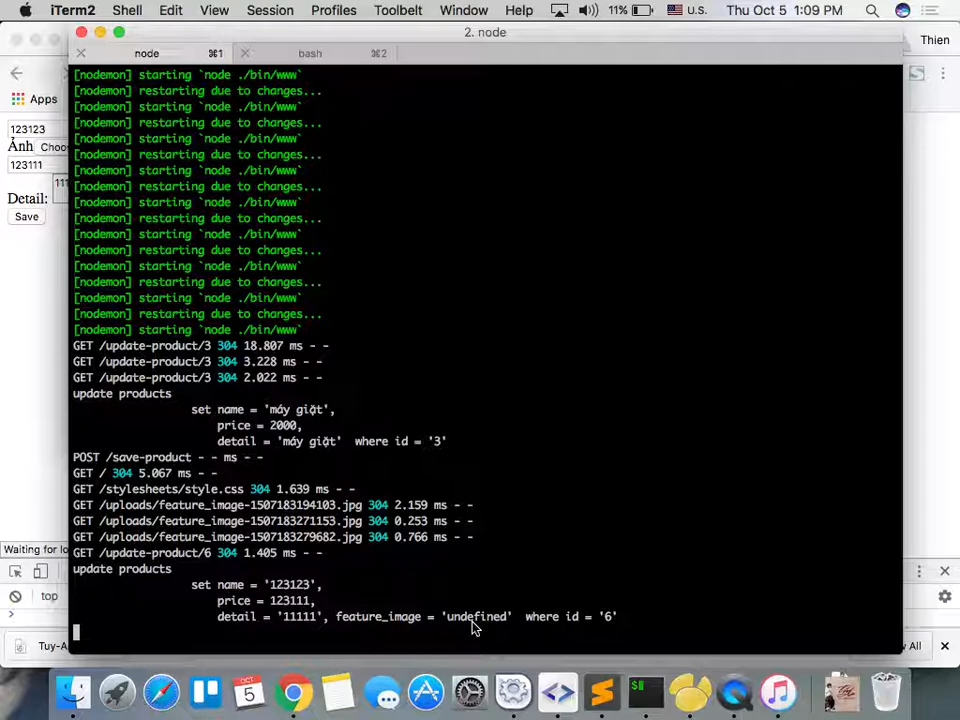 iTerm2 Shell Edit View Session Profiles Toolbelt Window Help 11% U.S. Thu Oct 5 1:09 PM
2. node
node ⌘1 bash ⌘2
Thien
Apps
123123
Ảnh Choo
123111
Detail: 11
Save
[nodemon] starting `node ./bin/www`
[nodemon] restarting due to changes...
[nodemon] starting `node ./bin/www`
[nodemon] restarting due to changes...
[nodemon] starting `node ./bin/www`
[nodemon] restarting due to changes...
[nodemon] starting `node ./bin/www`
[nodemon] restarting due to changes...
[nodemon] starting `node ./bin/www`
[nodemon] restarting due to changes...
[nodemon] starting `node ./bin/www`
[nodemon] restarting due to changes...
[nodemon] starting `node ./bin/www`
[nodemon] restarting due to changes...
[nodemon] starting `node ./bin/www`
[nodemon] restarting due to changes...
[nodemon] starting `node ./bin/www`
GET /update-product/3 304 18.807 ms - -
GET /update-product/3 304 3.228 ms - -
GET /update-product/3 304 2.022 ms - -
update products
set name = 'máy giặt',
price = 2000,
detail = 'máy giặt' where id = '3'
POST /save-product - - ms - -
GET / 304 5.067 ms - -
GET /stylesheets/style.css 304 1.639 ms - -
GET /uploads/feature_image-1507183194103.jpg 304 2.159 ms - -
GET /uploads/feature_image-1507183271153.jpg 304 0.253 ms - -
GET /uploads/feature_image-1507183279682.jpg 304 0.766 ms - -
GET /update-product/6 304 1.405 ms - -
update products
set name = '123123',
price = 123111,
detail = '11111', feature_image = 'undefined' where id = '6'
Waiting for lo
top
Tuy-A
All